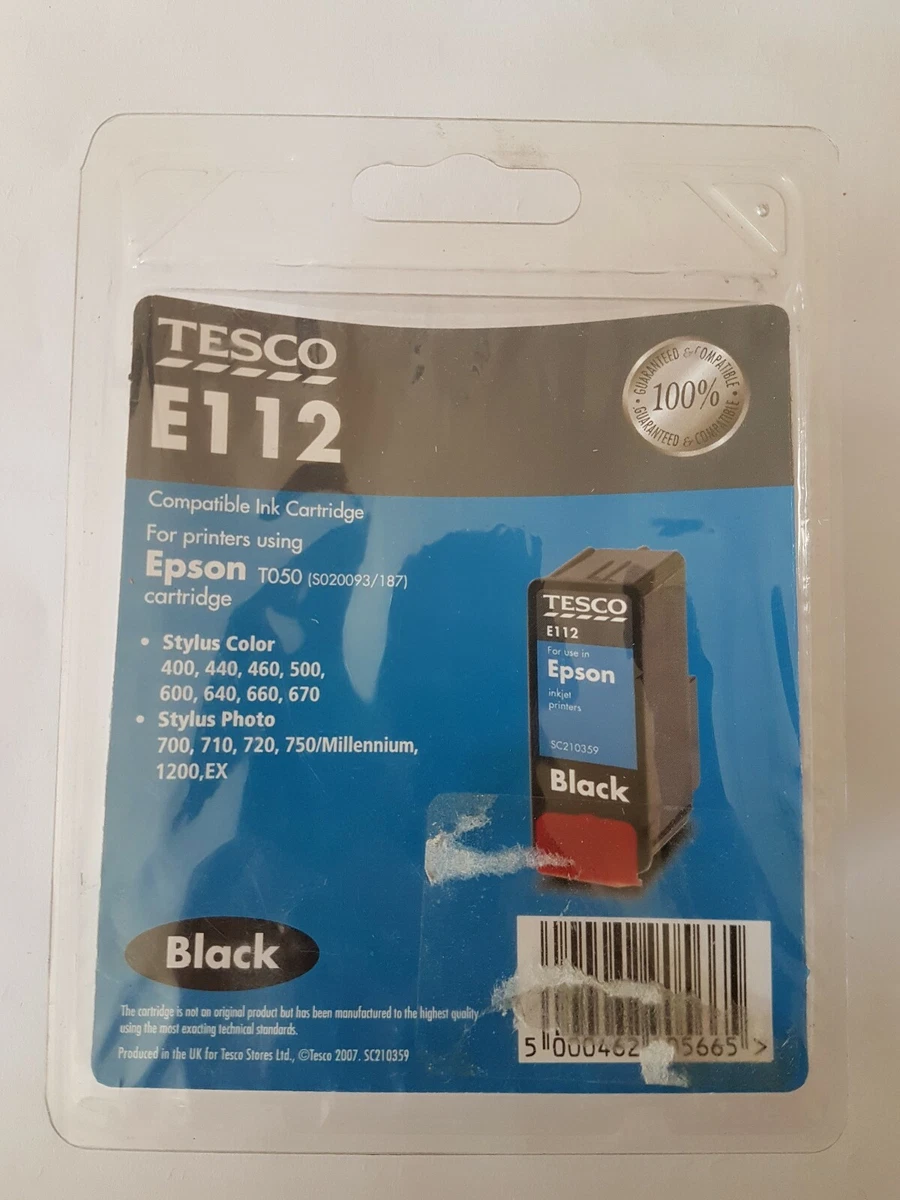 TESCO
E112
GUARANTEED & COMPATIBLE
100%
GUARANTEED & COMPATIBLE
Compatible Ink Cartridge
For printers using
Epson T050 (S020093/187)
cartridge
• Stylus Color
400, 440, 460, 500,
600, 640, 660, 670
• Stylus Photo
700, 710, 720, 750/Millennium,
1200,EX
TESCO
E112
For use in
Epson
inkjet
printers
SC210359
Black
Black
The cartridge is not an original product but has been manufactured to the highest quality
using the most exacting technical standards.
Produced in the UK for Tesco Stores Ltd., ©Tesco 2007. SC210359
5 000462 5665 >